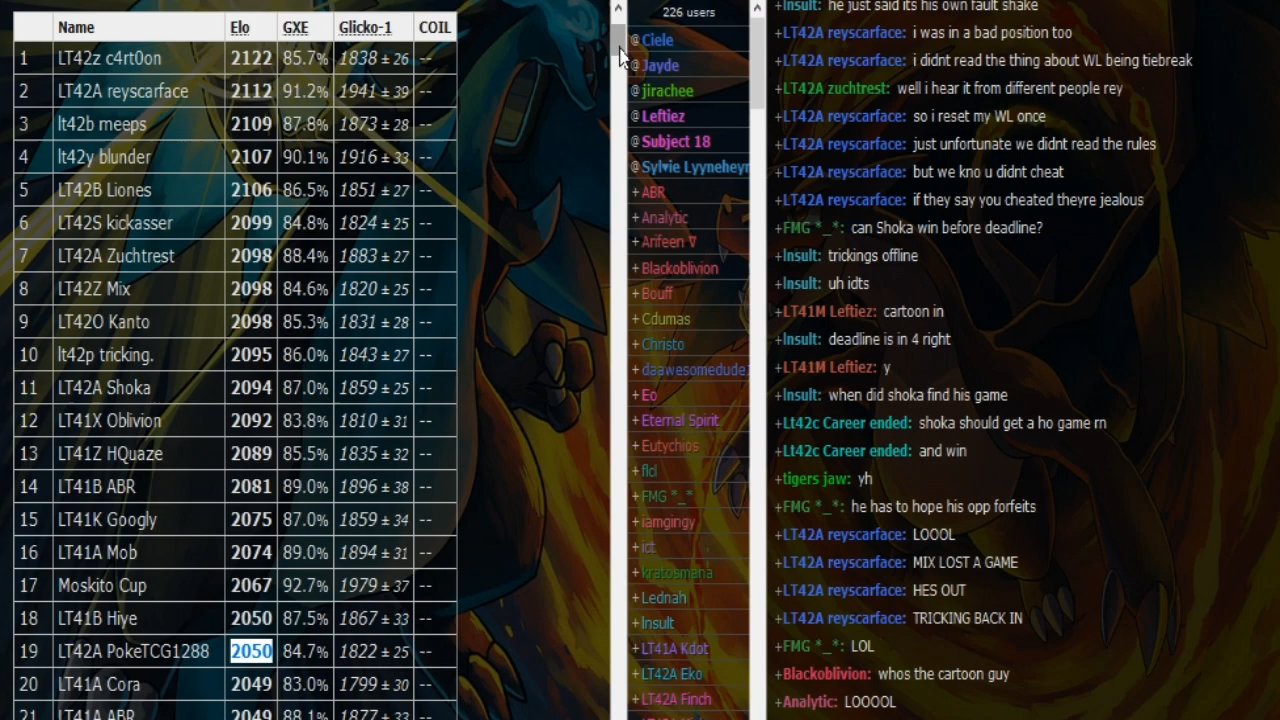 Name Elo GXE Glicko-1 COIL
1 LT42z c4rt0on 2122 85.7% 1838 ± 26 --
2 LT42A reyscarface 2112 91.2% 1941 ± 39 --
3 lt42b meeps 2109 87.8% 1873 ± 28 --
4 lt42y blunder 2107 90.1% 1916 ± 33 --
5 LT42B Liones 2106 86.5% 1851 ± 27 --
6 LT42S kickasser 2099 84.8% 1824 ± 25 --
7 LT42A Zuchtrest 2098 88.4% 1883 ± 27 --
8 LT42Z Mix 2098 84.6% 1820 ± 25 --
9 LT42O Kanto 2098 85.3% 1831 ± 28 --
10 lt42p tricking. 2095 86.0% 1843 ± 27 --
11 LT42A Shoka 2094 87.0% 1859 ± 25 --
12 LT41X Oblivion 2092 83.8% 1810 ± 31 --
13 LT41Z HQuaze 2089 85.5% 1835 ± 32 --
14 LT41B ABR 2081 89.0% 1896 ± 38 --
15 LT41K Googly 2075 87.0% 1859 ± 34 --
16 LT41A Mob 2074 89.0% 1894 ± 31 --
17 Moskito Cup 2067 92.7% 1979 ± 37 --
18 LT41B Hiye 2050 87.5% 1867 ± 33 --
19 LT42A PokeTCG1288 2050 84.7% 1822 ± 25 --
20 LT41A Cora 2049 83.0% 1799 ± 30 --
21 LT41A ABR 2049 88.1% 1877 ± 33 --
226 users
@Ciele
@Jayde
@jirachee
@Leftiez
@Subject 18
@Sylv♥ie Lyyneheym
+ABR
+Analytic
+Arifeen ∇
+Blackoblivion
+Bouff
+Cdumas
+Christo
+daawesomedude1
+Eo
+Eternal Spirit
+Eutychios
+flcl
+FMG *_*
+iamgingy
+ict
+kratosmana
+Lednah
+Insult
+LT41A Kdot
+LT42A Eko
+LT42A Finch
+Insult: he just said its his own fault shake
+LT42A reyscarface: i was in a bad position too
+LT42A reyscarface: i didnt read the thing about WL being tiebreak
+LT42A zuchtrest: well i hear it from different people rey
+LT42A reyscarface: so i reset my WL once
+LT42A reyscarface: just unfortunate we didnt read the rules
+LT42A reyscarface: but we kno u didnt cheat
+LT42A reyscarface: if they say you cheated theyre jealous
+FMG *_*: can Shoka win before deadline?
+Insult: trickings offline
+Insult: uh idts
+LT41M Leftiez: cartoon in
+Insult: deadline is in 4 right
+LT41M Leftiez: y
+Insult: when did shoka find his game
+Lt42c Career ended: shoka should get a ho game rn
+Lt42c Career ended: and win
+tigers jaw: yh
+FMG *_*: he has to hope his opp forfeits
+LT42A reyscarface: LOOOL
+LT42A reyscarface: MIX LOST A GAME
+LT42A reyscarface: HES OUT
+LT42A reyscarface: TRICKING BACK IN
+FMG *_*: LOL
+Blackoblivion: whos the cartoon guy
+Analytic: LOOOOL